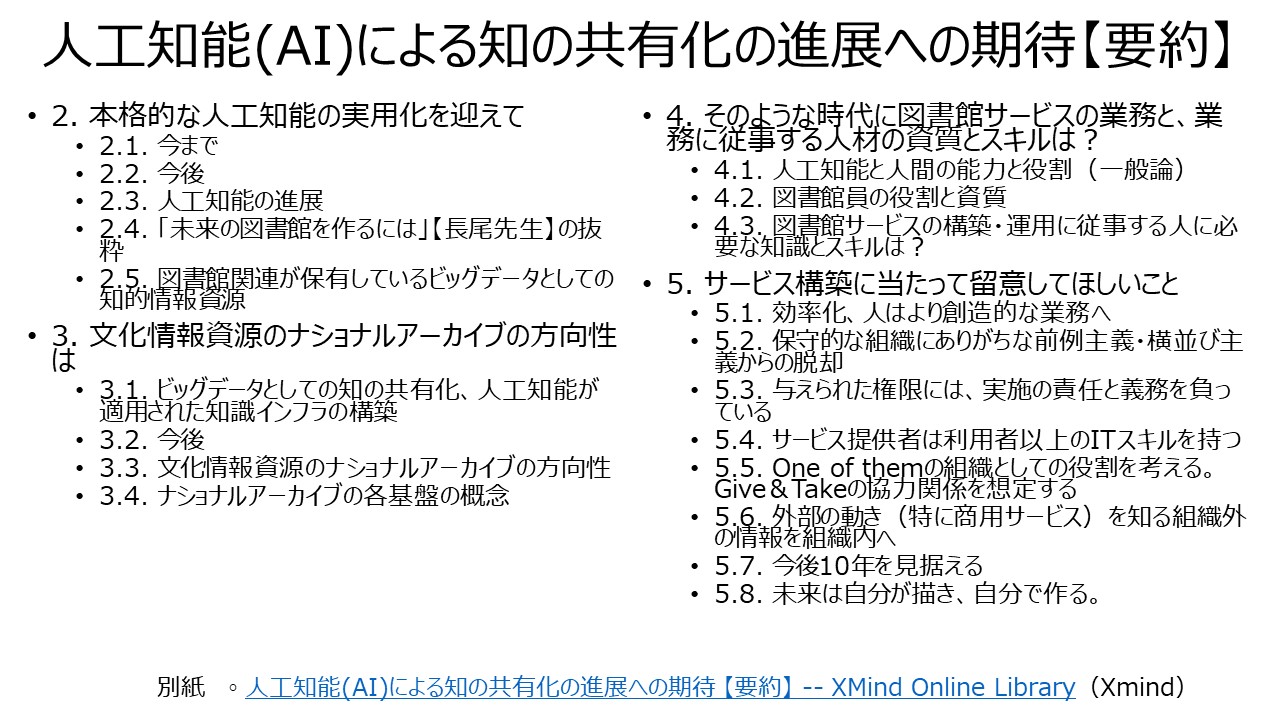 人工知能(AI)による知の共有化の進展への期待【要約】
• 2. 本格的な人工知能の実用化を迎えて
• 2.1. 今まで
• 2.2. 今後
• 2.3. 人工知能の進展
• 2.4. 「未来の図書館を作るには」【長尾先生】の抜
粋
• 2.5. 図書館関連が保有しているビッグデータとしての
知的情報資源
• 3. 文化情報資源のナショナルアーカイブの方向性
は
• 3.1. ビッグデータとしての知の共有化、人工知能が
適用された知識インフラの構築
• 3.2. 今後
• 3.3. 文化情報資源のナショナルアーカイブの方向性
• 3.4. ナショナルアーカイブの各基盤の概念
• 4. そのような時代に図書館サービスの業務と、業
務に従事する人材の資質とスキルは？
• 4.1. 人工知能と人間の能力と役割（一般論）
• 4.2. 図書館員の役割と資質
• 4.3. 図書館サービスの構築・運用に従事する人に必
要な知識とスキルは？
• 5. サービス構築に当たって留意してほしいこと
• 5.1. 効率化、人はより創造的な業務へ
• 5.2. 保守的な組織にありがちな前例主義・横並び主
義からの脱却
• 5.3. 与えられた権限には、実施の責任と義務を負っ
ている
• 5.4. サービス提供者は利用者以上のITスキルを持つ
• 5.5. One of themの組織としての役割を考える。
Give＆Takeの協力関係を想定する
• 5.6. 外部の動き（特に商用サービス）を知る組織外
の情報を組織内へ
• 5.7. 今後10年を見据える
• 5.8. 未来は自分が描き、自分で作る。
別紙 。人工知能(AI)による知の共有化の進展への期待【要約】 -- XMind Online Library（Xmind）